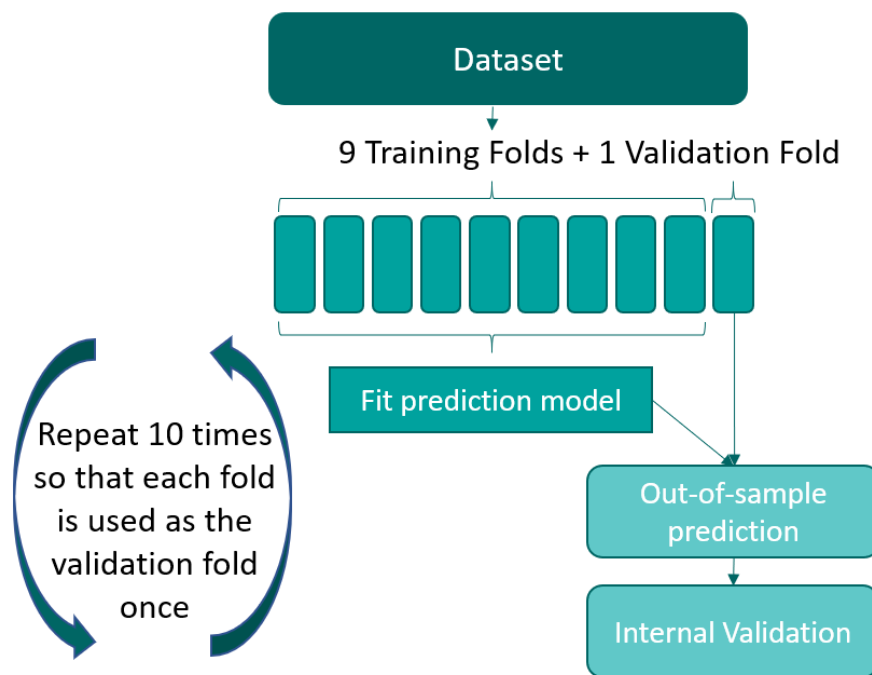 Dataset
9 Training Folds + 1 Validation Fold
Fit prediction model
Repeat 10 times
so that each fold
is used as the
validation fold
once
Out-of-sample
prediction
Internal Validation